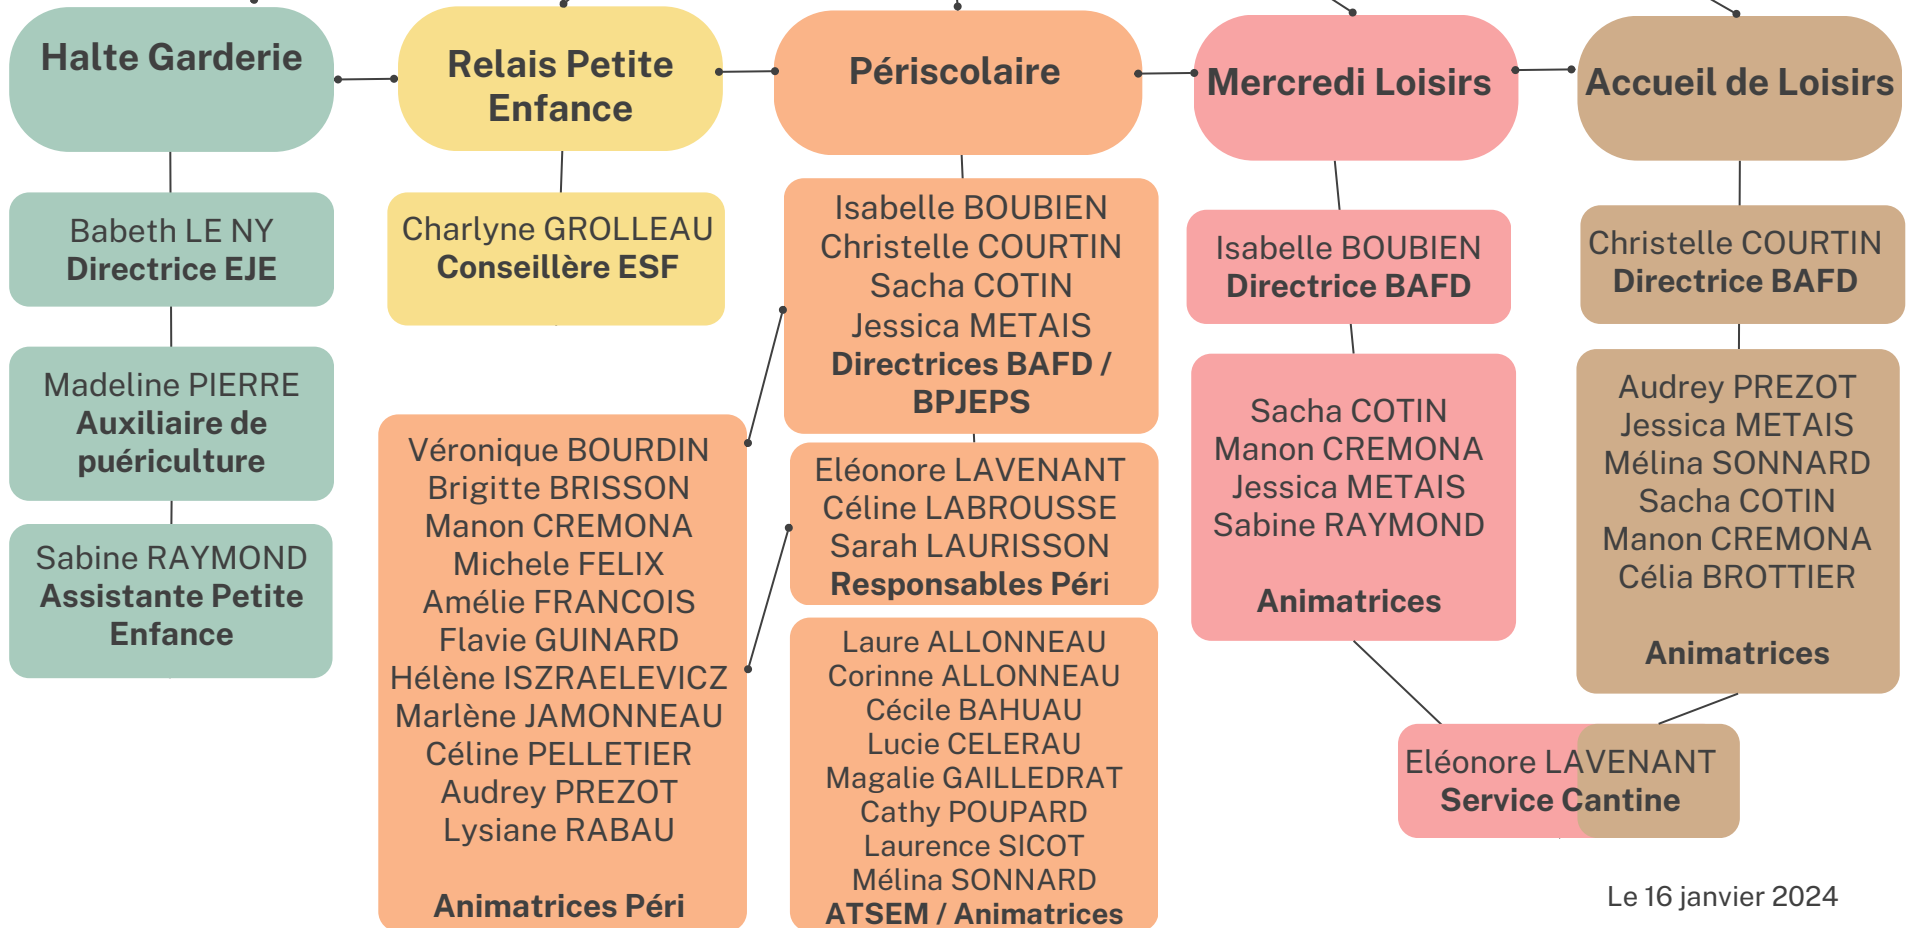 Halte Garderie
Babeth LE NY
Directrice EJE
Madeline PIERRE
Auxiliaire de
puériculture
Sabine RAYMOND
Assistante Petite
Enfance
Relais Petite
Enfance
Charlyne GROLLEAU
Conseillère ESF
Périscolaire
Isabelle BOUBIEN
Christelle COURTIN
Sacha COTIN
Jessica METAIS
Directrices BAFD /
BPJEPS
Véronique BOURDIN
Brigitte BRISSON
Manon CREMONA
Michele FELIX
Amélie FRANCOIS
Flavie GUINARD
Hélène ISZRAELEVICZ
Marlène JAMONNEAU
Céline PELLETIER
Audrey PREZOT
Lysiane RABAU
Animatrices Péri
Eléonore LAVENANT
Céline LABROUSSE
Sarah LAURISSON
Responsables Péri
Laure ALLONNEAU
Corinne ALLONNEAU
Cécile BAHUAU
Lucie CELERAU
Magalie GAILLEDRAT
Cathy POUPARD
Laurence SICOT
Mélina SONNARD
ATSEM / Animatrices
Mercredi Loisirs
Isabelle BOUBIEN
Directrice BAFD
Sacha COTIN
Manon CREMONA
Jessica METAIS
Sabine RAYMOND
Animatrices
Accueil de Loisirs
Christelle COURTIN
Directrice BAFD
Audrey PREZOT
Jessica METAIS
Mélina SONNARD
Sacha COTIN
Manon CREMONA
Célia BROTTIER
Animatrices
Eléonore LAVENANT
Service Cantine
Le 16 janvier 2024